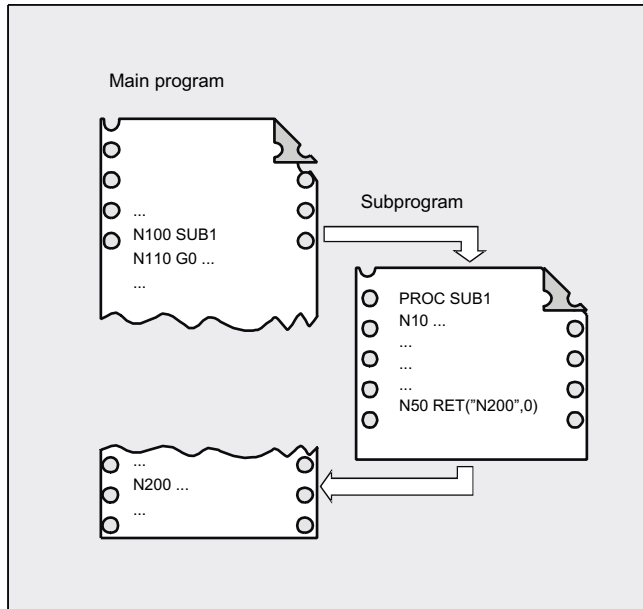 Main program
...
N100 SUB1
N110 G0 ...
...
Subprogram
PROC SUB1
N10 ...
...
...
...
N50 RET("N200",0)
...
N200 ...
...